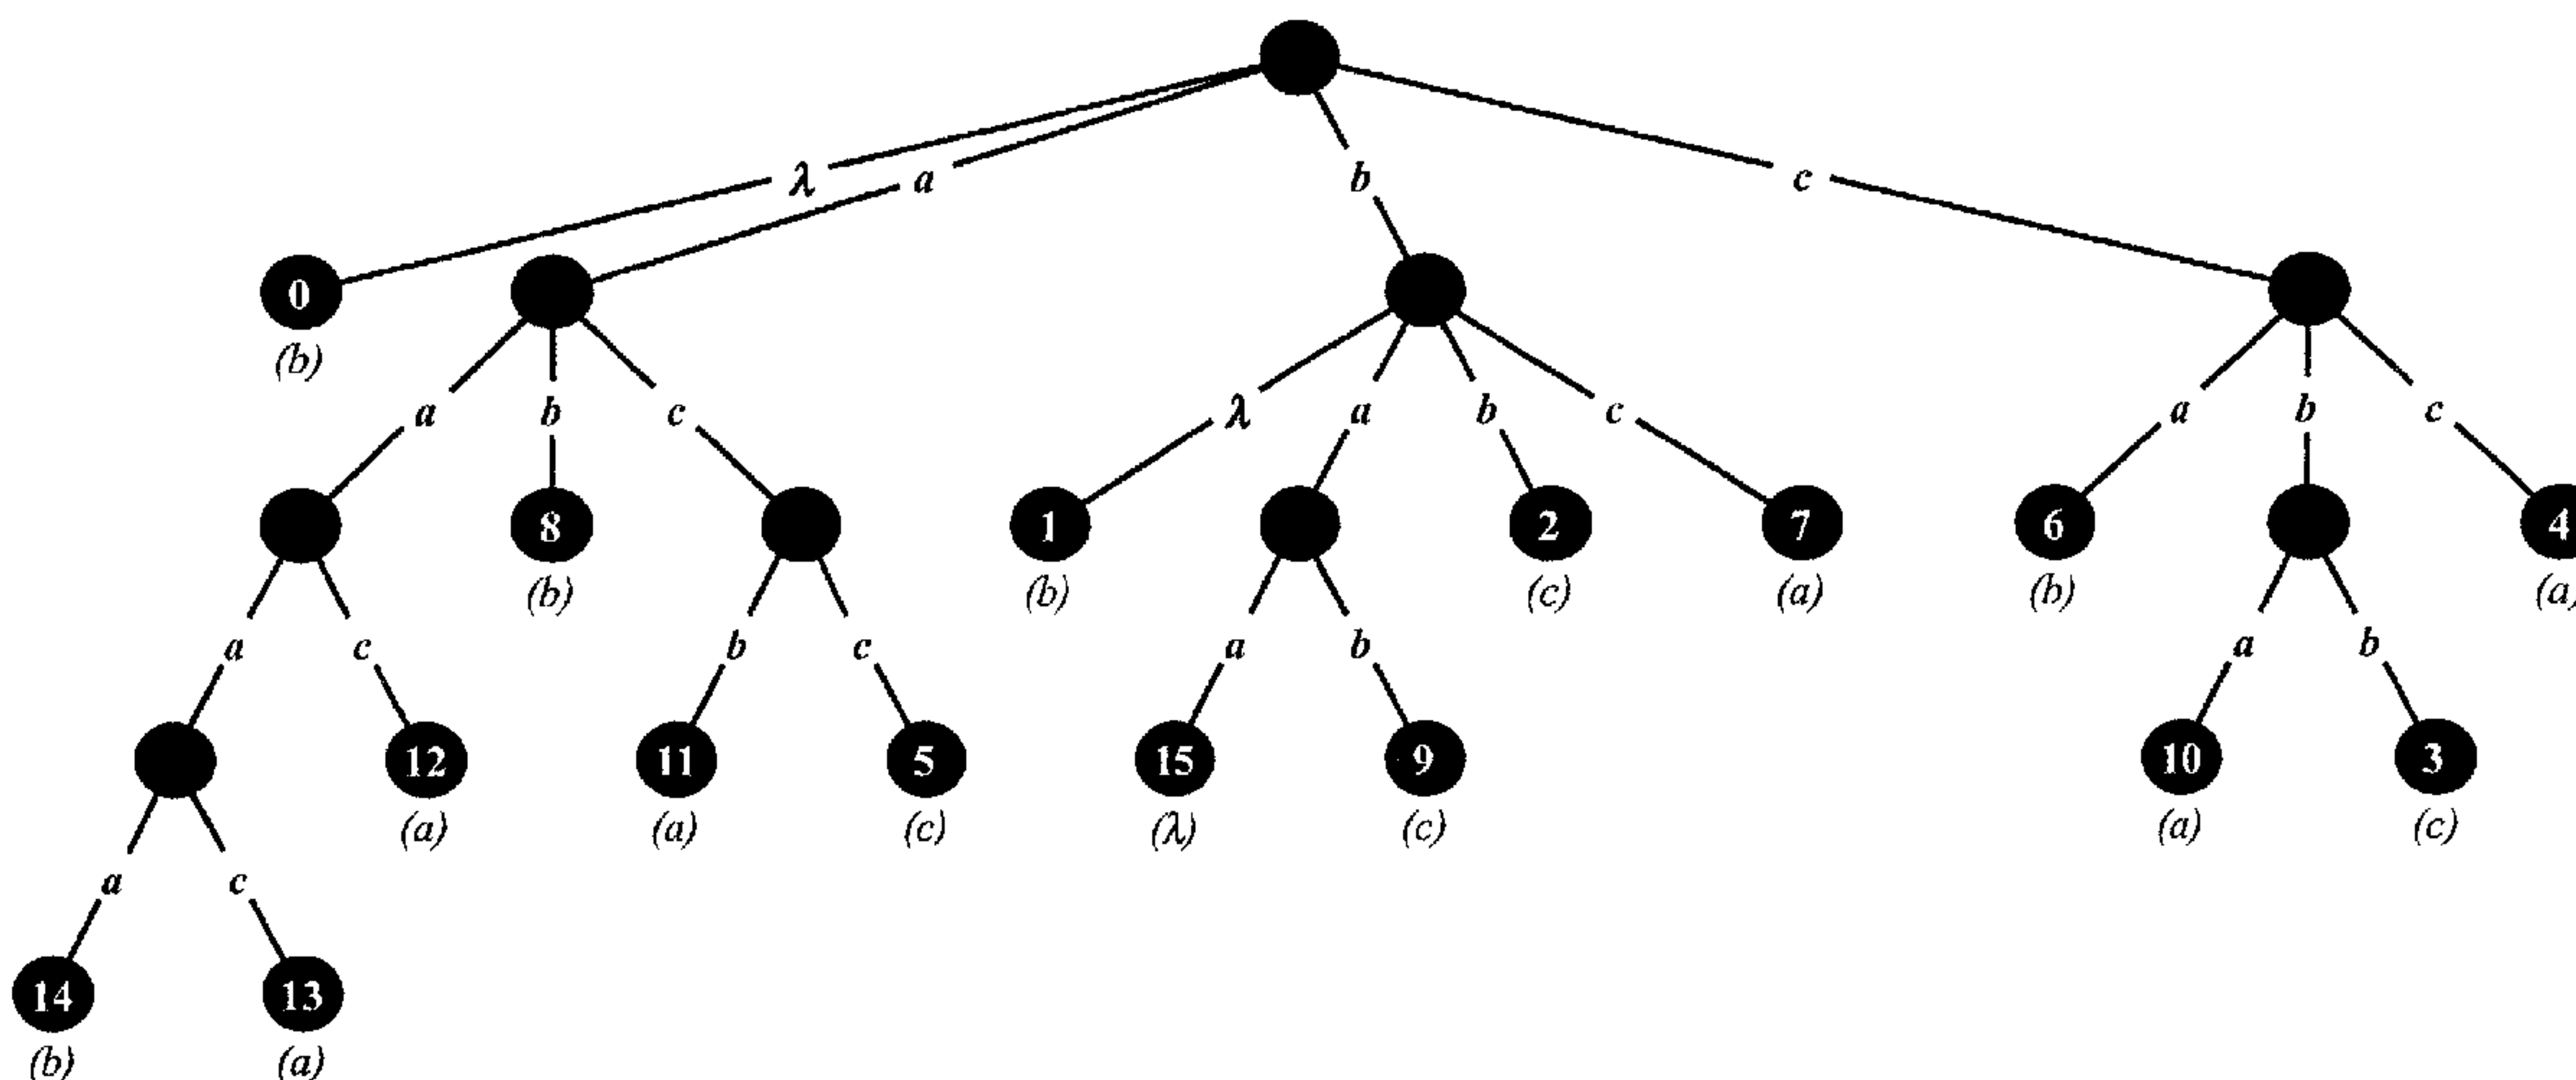 λ a b c
0
(b)
a b c λ a b c a b c
8 1 2 7 6 4
(b) (b) (c) (a) (b) (a)
a c b c a b a b
12 11 5 15 9 10 3
(a) (a) (c) (λ) (c) (a) (c)
a c
14 13
(b) (a)